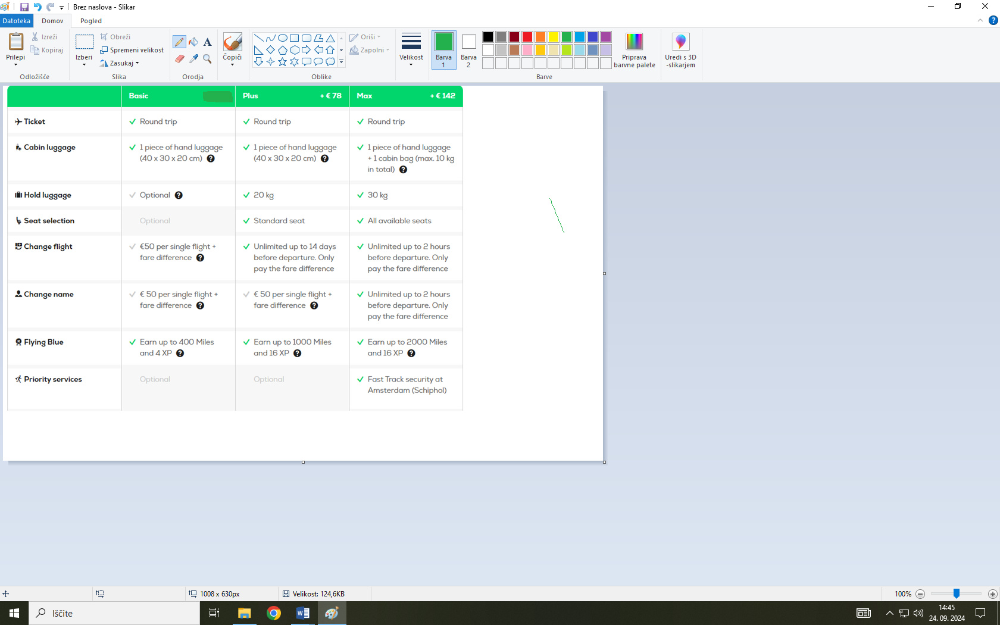 Brez naslova - Slikar
Datoteka Domov Pogled
Prilepi
Izreži
Kopiraj
Odložišče
Izberi
Obreži
Spremeni velikost
Zasukaj
Slika
A
Orodja
Čopiči
Oriši
Zapolni
Oblike
Velikost
Barva
1
Barva
2
Barve
Priprava
barvne palete
Uredi s 3D
-slikarjem
?
Basic Plus + € 78 Max + € 142
Ticket Round trip Round trip Round trip
Cabin luggage 1 piece of hand luggage 1 piece of hand luggage 1 piece of hand luggage
(40 x 30 x 20 cm) ? (40 x 30 x 20 cm) ? + 1 cabin bag (max. 10 kg
in total) ?
Hold luggage Optional ? 20 kg 30 kg
Seat selection Optional Standard seat All available seats
Change flight €50 per single flight + Unlimited up to 14 days Unlimited up to 2 hours
fare difference ? before departure. Only before departure. Only
pay the fare difference pay the fare difference
Change name € 50 per single flight + € 50 per single flight + Unlimited up to 2 hours
fare difference ? fare difference ? before departure. Only
pay the fare difference
Flying Blue Earn up to 400 Miles Earn up to 1000 Miles Earn up to 2000 Miles
and 4 XP ? and 16 XP ? and 16 XP ?
Priority services Optional Optional Fast Track security at
Amsterdam (Schiphol)
1008 x 630px Velikost: 124,6KB 100%
Iščite
W
14:45
24. 09. 2024